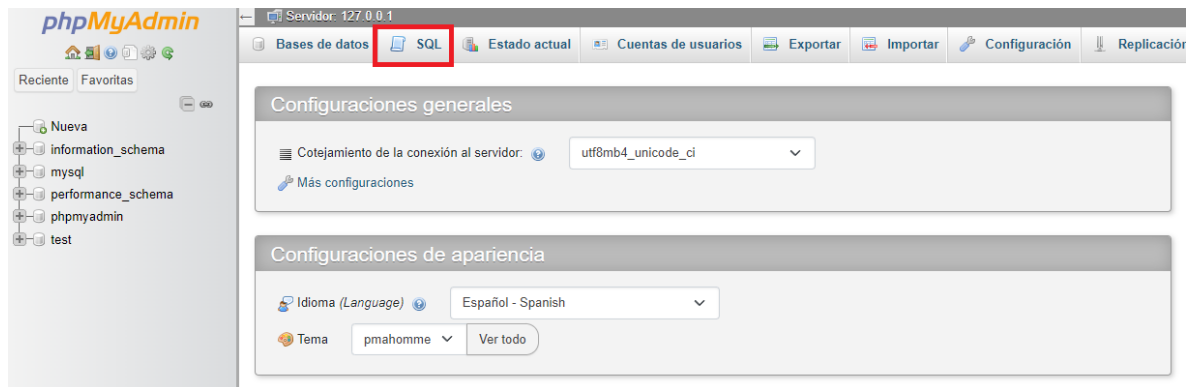 phpMyAdmin
Reciente Favoritas
Nueva
information_schema
mysql
performance_schema
phpmyadmin
test
Servidor: 127.0.0.1
Bases de datos SQL Estado actual Cuentas de usuarios Exportar Importar Configuración Replicación
Configuraciones generales
Cotejamiento de la conexión al servidor: utf8mb4_unicode_ci
Más configuraciones
Configuraciones de apariencia
Idioma (Language) Español - Spanish
Tema pmahomme Ver todo